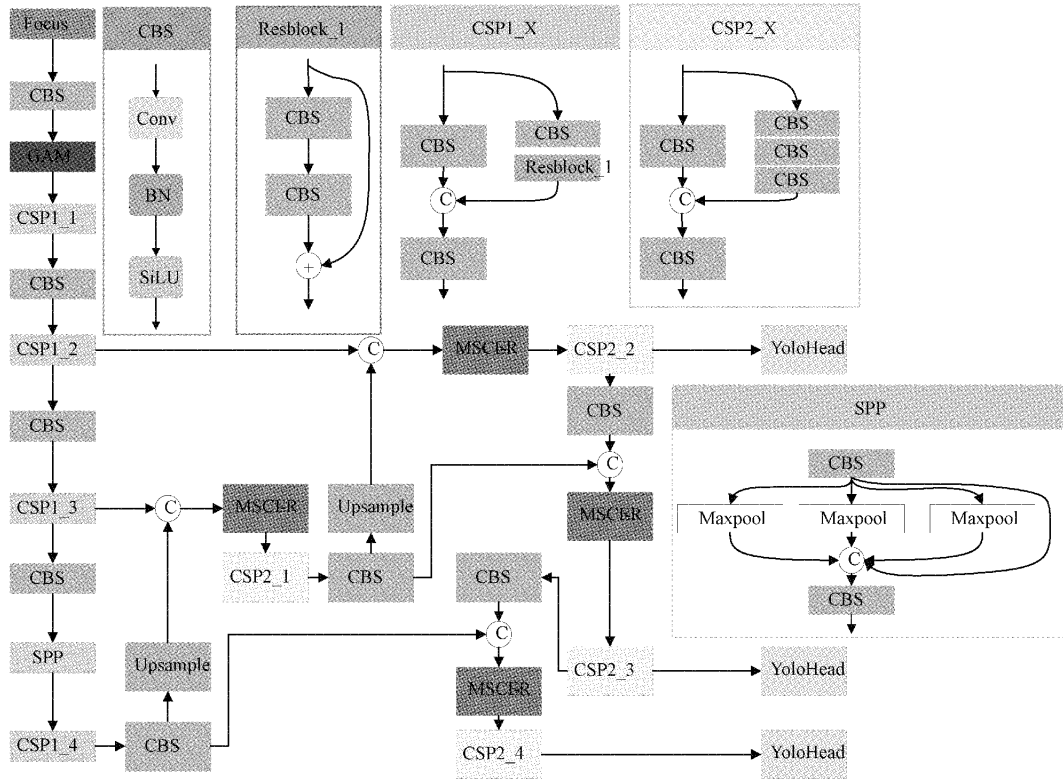 Focus
CBS
Resblock_1
CSP1_X
CSP2_X
CBS
GAM
CSP1_1
CBS
CSP1_2
CBS
CSP1_3
CBS
SPP
CSP1_4
Conv
BN
SiLU
CBS
CBS
+
CBS
CBS
Resblock_1
C
CBS
CBS
CBS
CBS
CBS
C
CBS
C
MSCER
CSP2_2
YoloHead
CBS
C
MSCER
C
MSCER
Upsample
CSP2_1
CBS
CBS
C
Upsample
MSCER
CSP2_3
YoloHead
CBS
CSP2_4
YoloHead
SPP
CBS
Maxpool
Maxpool
Maxpool
C
CBS